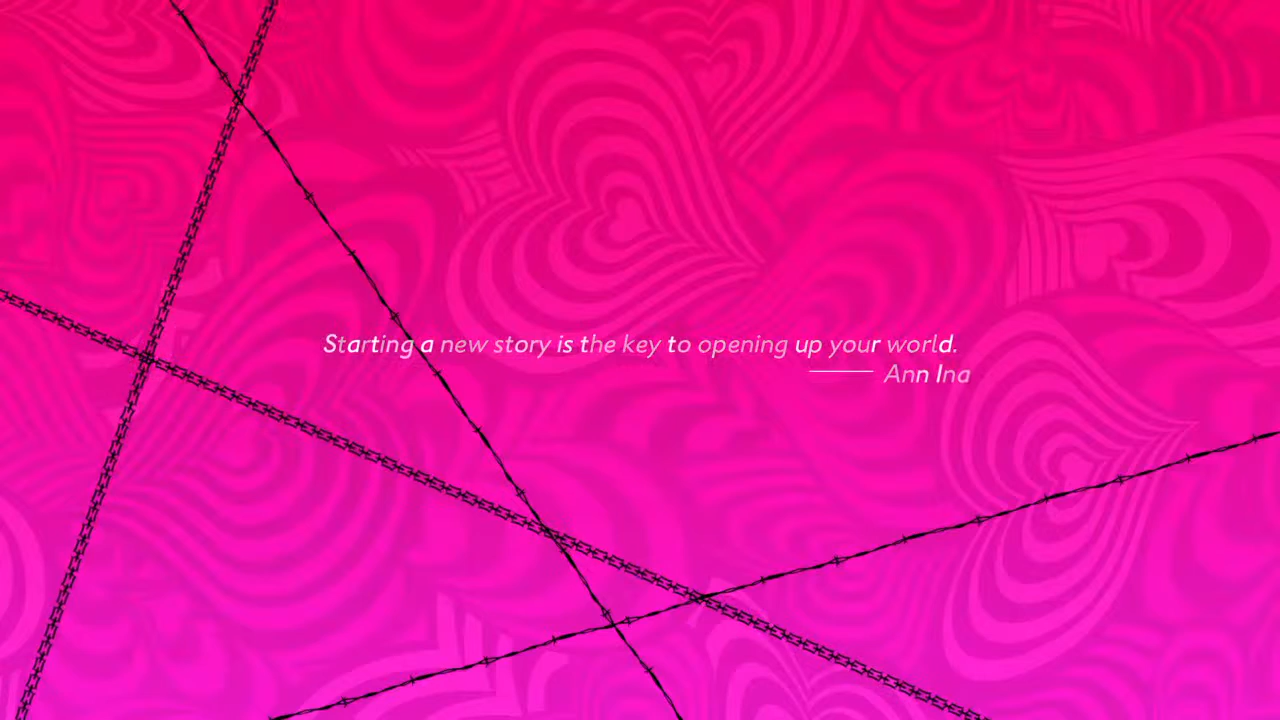 Starting a new story is the key to opening up your world.
—— Ann Ina